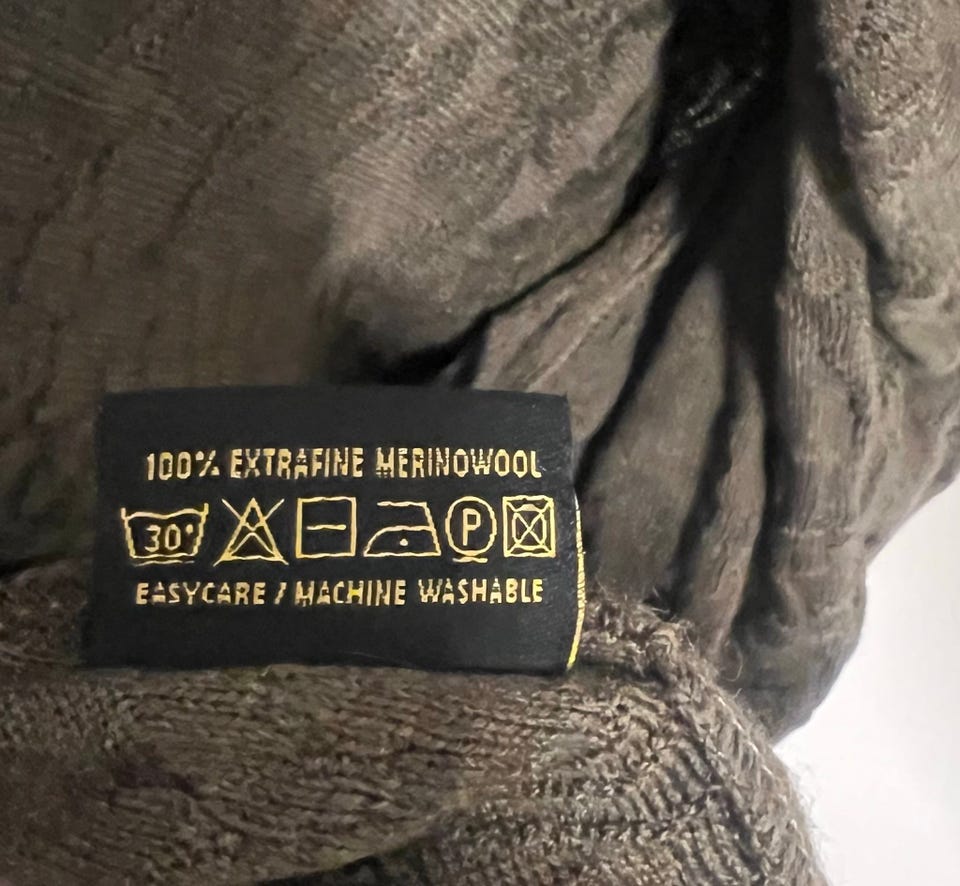 100% EXTRAFINE MERINOWOOL
30° P
EASYCARE / MACHINE WASHABLE